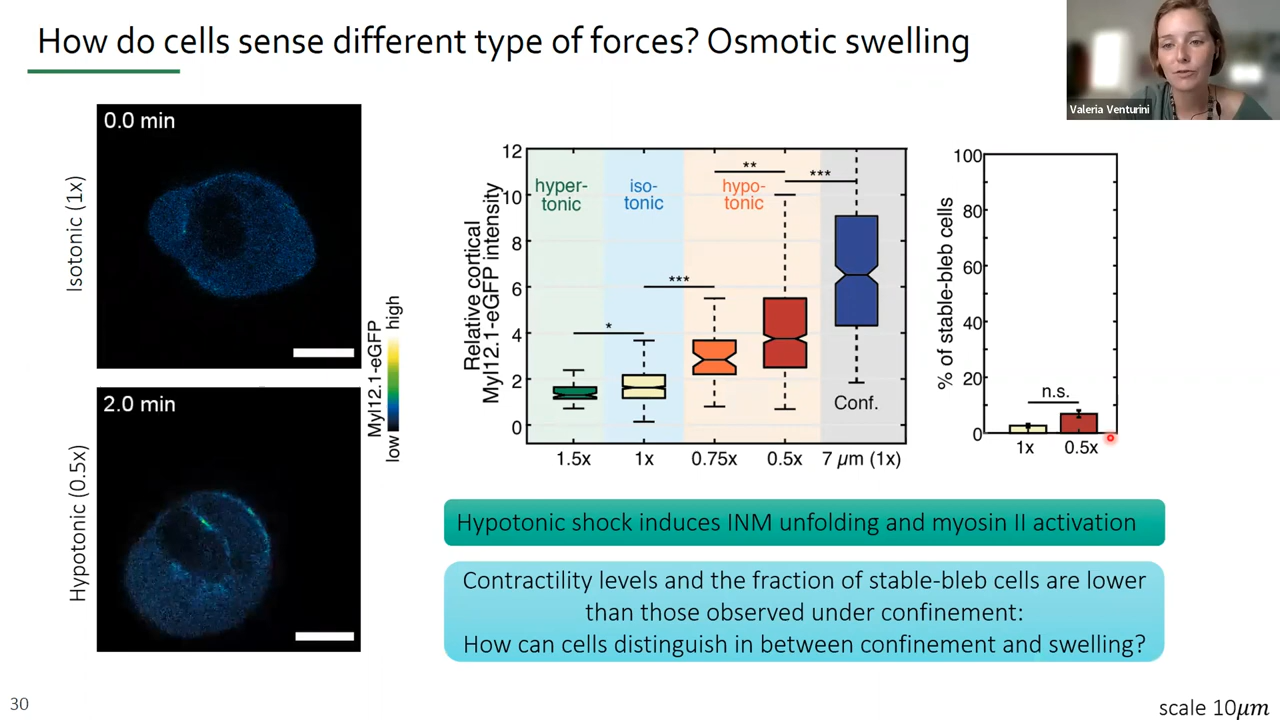 How do cells sense different type of forces? Osmotic swelling
Valeria Venturini
Isotonic (1x)
0.0 min
Hypotonic (0.5x)
2.0 min
Myl12.1-eGFP
low
high
Relative cortical
Myl12.1-eGFP intensity
12
10
8
6
4
2
0
hyper-
tonic
iso-
tonic
hypo-
tonic
*
***
**
***
Conf.
1.5x
1x
0.75x
0.5x
7 µm (1x)
% of stable-bleb cells
100
80
60
40
20
0
n.s.
1x
0.5x
Hypotonic shock induces INM unfolding and myosin II activation
Contractility levels and the fraction of stable-bleb cells are lower
than those observed under confinement:
How can cells distinguish in between confinement and swelling?
30
scale 10µm